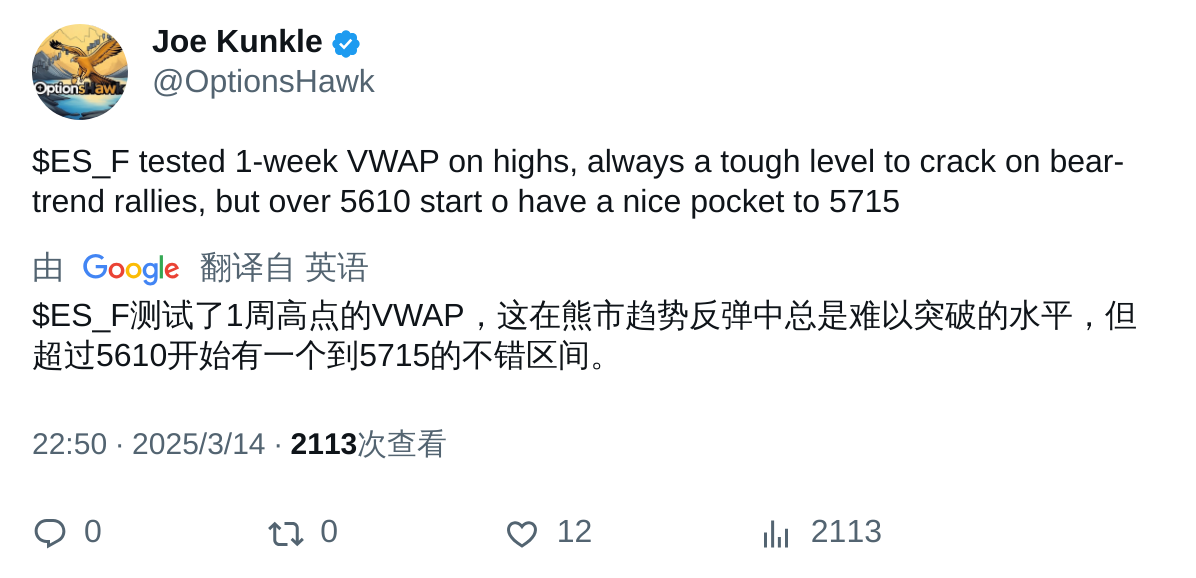 Joe Kunkle
@OptionsHawk
OptionsHawk
$ES_F tested 1-week VWAP on highs, always a tough level to crack on bear-
trend rallies, but over 5610 start o have a nice pocket to 5715
由 Google 翻译自 英语
$ES_F测试了1周高点的VWAP，这在熊市趋势反弹中总是难以突破的水平，但
超过5610开始有一个到5715的不错区间。
22:50 · 2025/3/14 · 2113次查看
0 0 12 2113